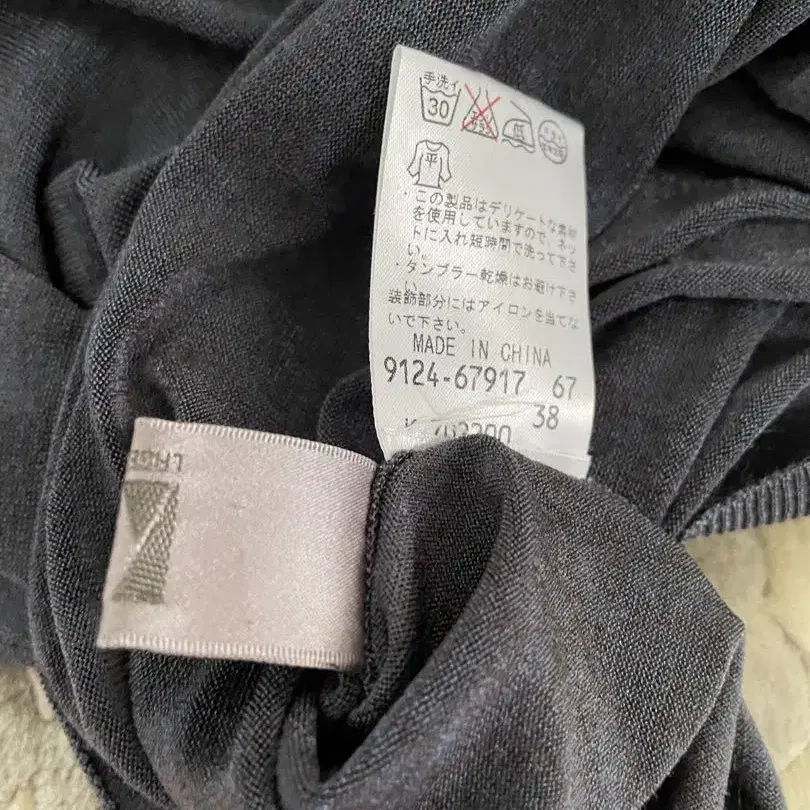 手洗イ
30
低
平
・この製品はデリケートな素材
を使用していますので、ネッ
トに入れ短時間で洗って下さ
い。
・タンブラー乾燥はお避け下さ
い。
装飾部分にはアイロンを当てな
いで下さい。
MADE IN CHINA
9124-67917 67
38